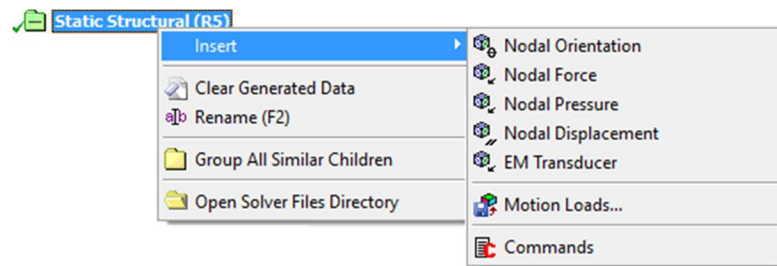 Static Structural (R5)
Insert
Clear Generated Data
Rename (F2)
Group All Similar Children
Open Solver Files Directory
Nodal Orientation
Nodal Force
Nodal Pressure
Nodal Displacement
EM Transducer
Motion Loads...
Commands